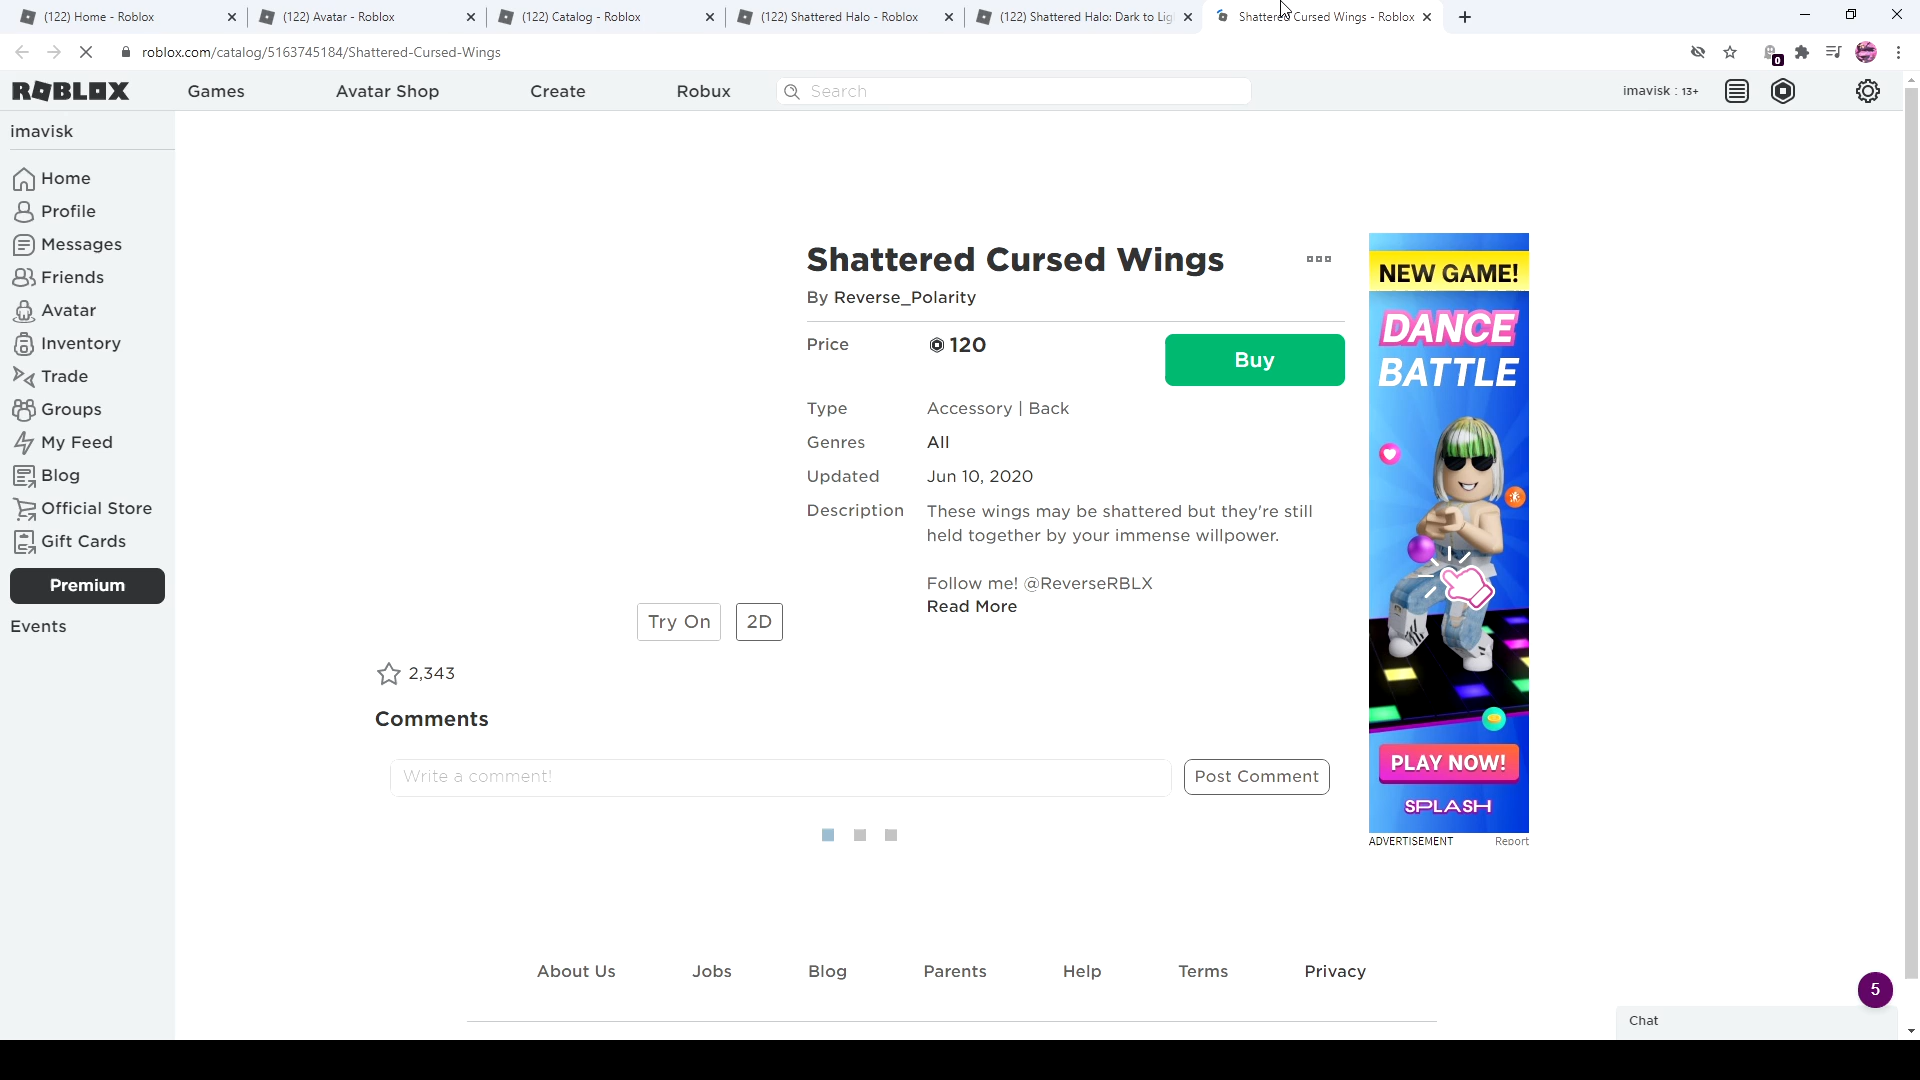 (122) Home - Roblox
(122) Avatar - Roblox
(122) Catalog - Roblox
(122) Shattered Halo - Roblox
(122) Shattered Halo: Dark to Lig
Shattered Cursed Wings - Roblox
roblox.com/catalog/5163745184/Shattered-Cursed-Wings
0
ROBLOX
Games
Avatar Shop
Create
Robux
Search
imavisk : 13+
imavisk
Home
Profile
Messages
Friends
Avatar
Inventory
Trade
Groups
My Feed
Blog
Official Store
Gift Cards
Premium
Events
Shattered Cursed Wings
By Reverse_Polarity
Price 120
Buy
Type Accessory | Back
Genres All
Updated Jun 10, 2020
Description These wings may be shattered but they're still
held together by your immense willpower.
Follow me! @ReverseRBLX
Read More
Try On
2D
2,343
Comments
Write a comment!
Post Comment
NEW GAME!
DANCE
BATTLE
PLAY NOW!
SPLASH
ADVERTISEMENT
Report
About Us
Jobs
Blog
Parents
Help
Terms
Privacy
5
Chat